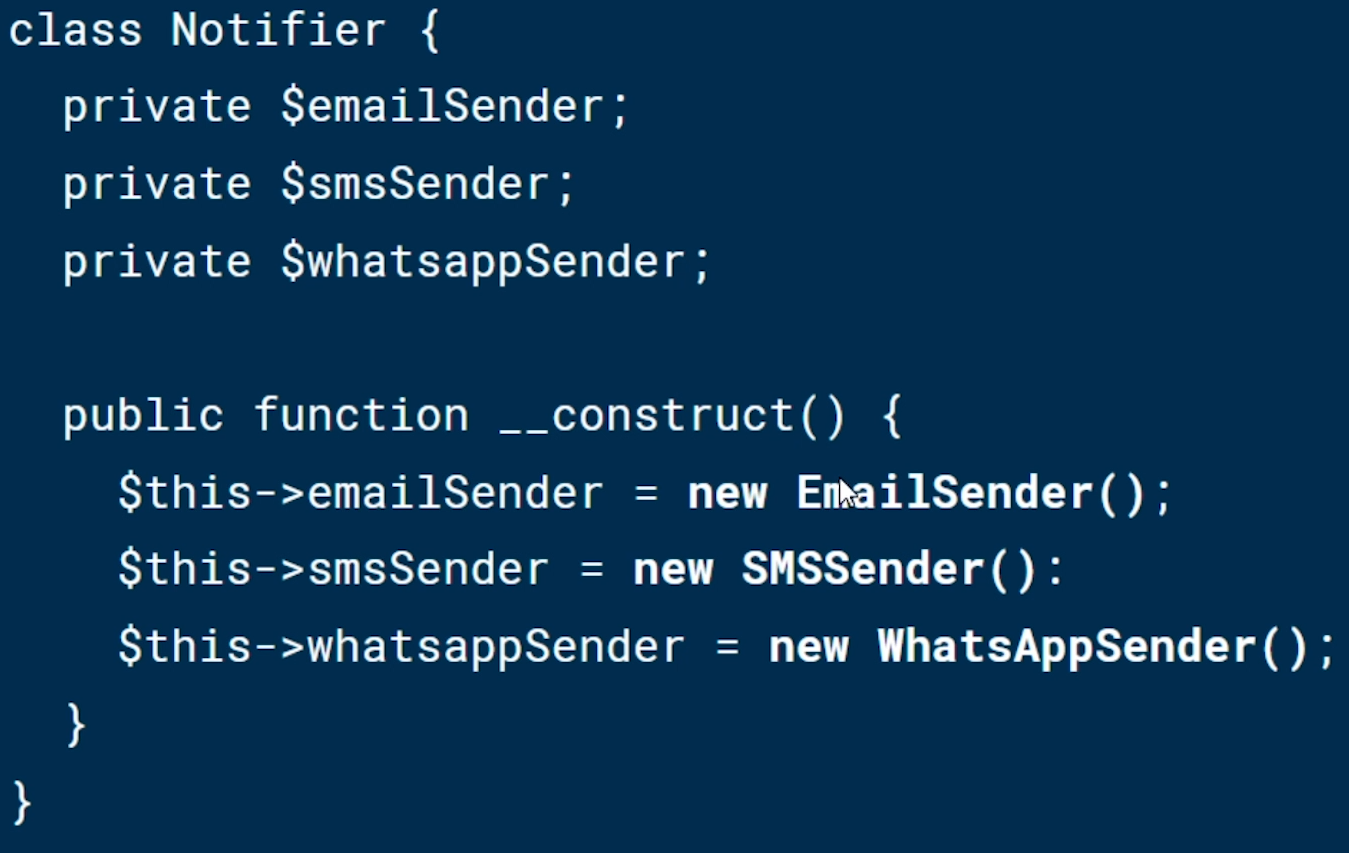 class Notifier {
  private $emailSender;
  private $smsSender;
  private $whatsappSender;

  public function __construct() {
    $this->emailSender = new EmailSender();
    $this->smsSender = new SMSSender():
    $this->whatsappSender = new WhatsAppSender();
  }
}